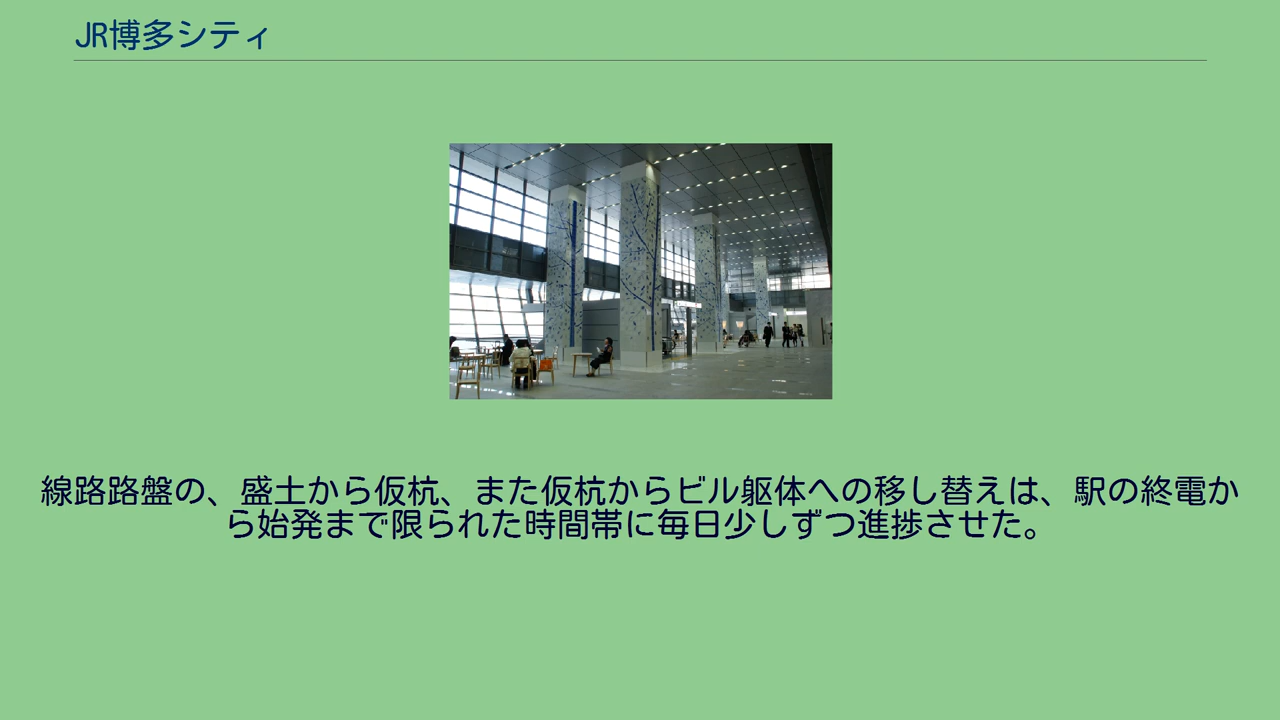 JR博多シティ
線路路盤の、盛土から仮杭、また仮杭からビル躯体への移し替えは、駅の終電か
ら始発まで限られた時間帯に毎日少しずつ進捗させた。